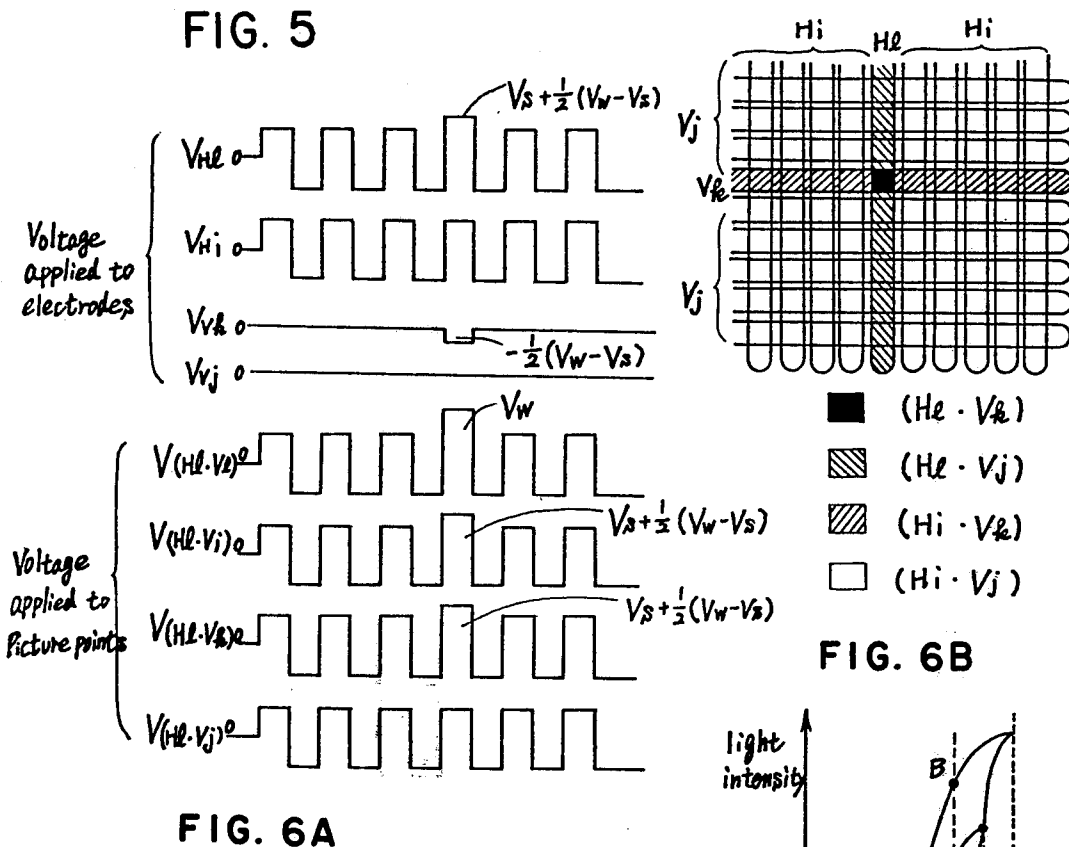 FIG. 5
Vs + 1/2 (Vw - Vs)
VHl 0
VHi 0
Voltage
applied to
electrodes
VVk 0
- 1/2 (Vw - Vs)
VVj 0
Vw
V(Hl·Vl) 0
V(Hl·Vi) 0
Vs + 1/2 (Vw - Vs)
Voltage
applied to
Picture points
V(Hl·Vk) 0
Vs + 1/2 (Vw - Vs)
V(Hl·Vj) 0
FIG. 6A
Hi Hl Hi
Vj
Vk
Vj
(Hl · Vk)
(Hl · Vj)
(Hi · Vk)
(Hi · Vj)
FIG. 6B
light
intensity
B